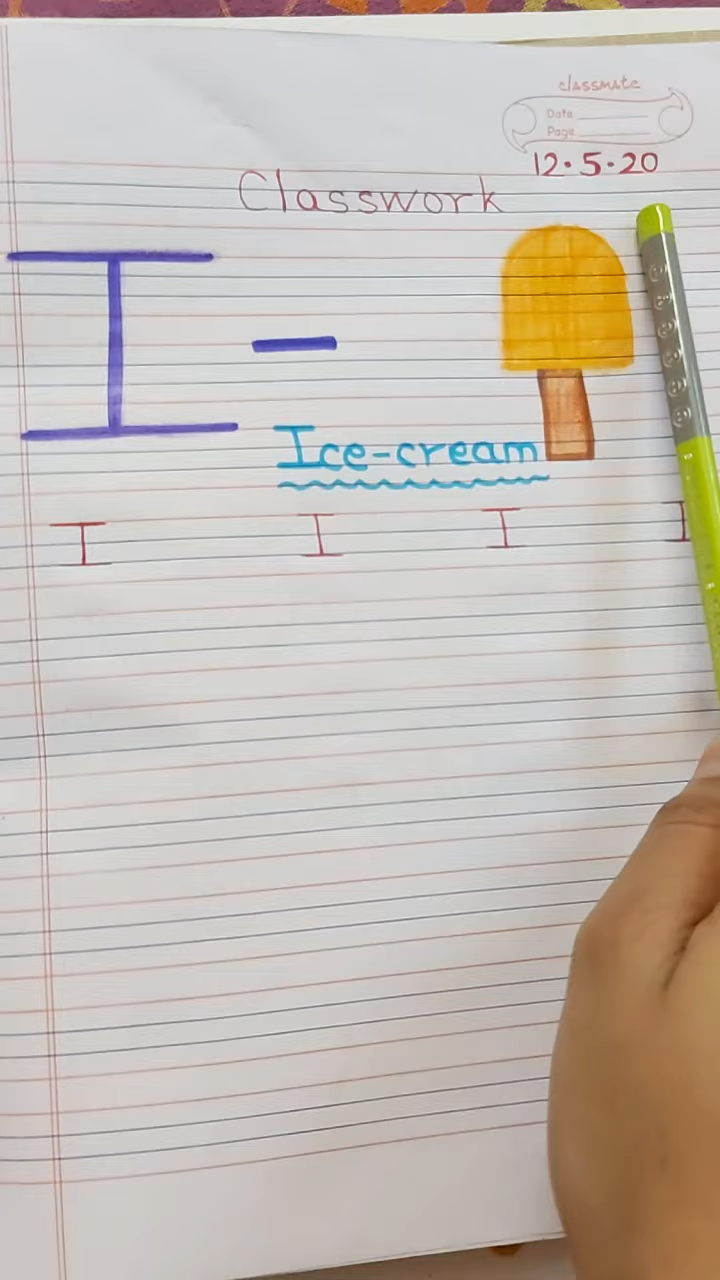 classmate
Date
Page
12.5.20
Classwork
I -
Ice-cream
I I I I